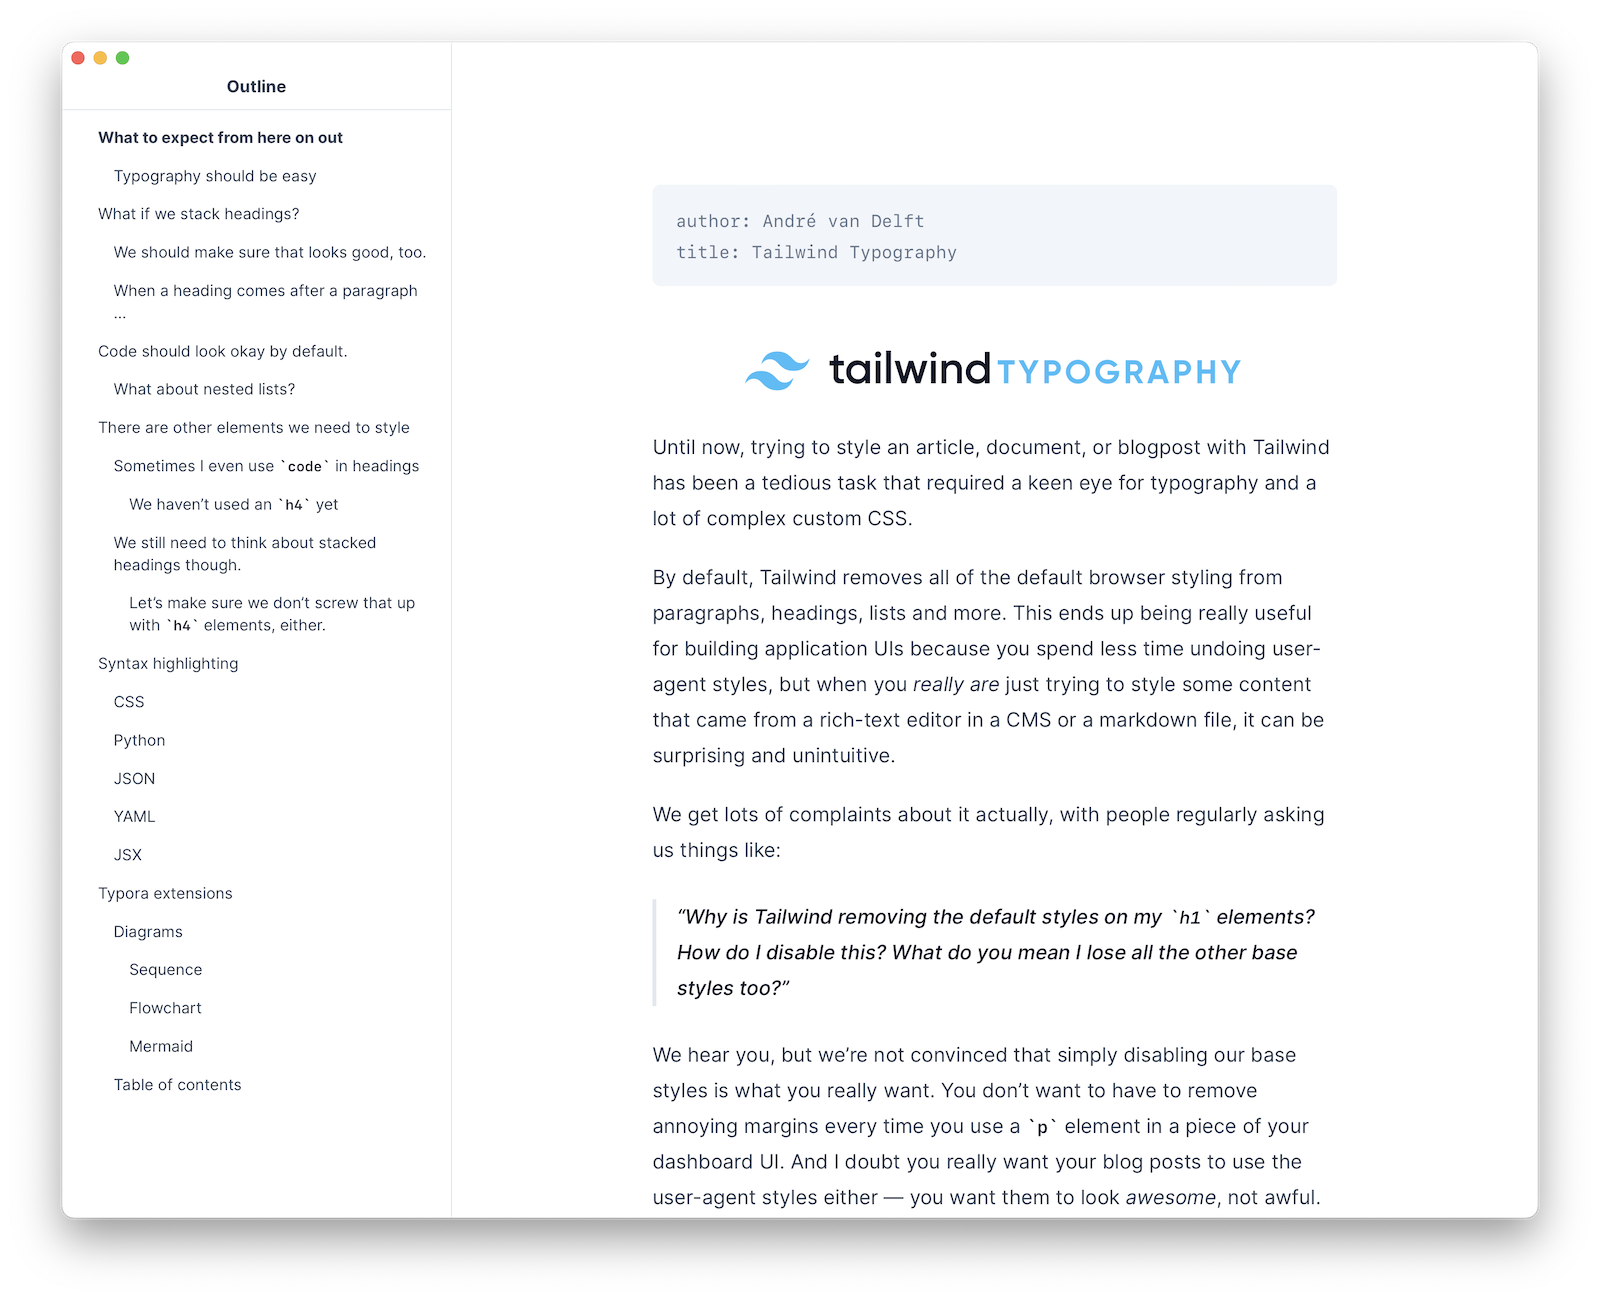 Outline
What to expect from here on out
Typography should be easy
What if we stack headings?
We should make sure that looks good, too.
When a heading comes after a paragraph
...
Code should look okay by default.
What about nested lists?
There are other elements we need to style
Sometimes I even use `code` in headings
We haven’t used an `h4` yet
We still need to think about stacked
headings though.
Let’s make sure we don’t screw that up
with `h4` elements, either.
Syntax highlighting
CSS
Python
JSON
YAML
JSX
Typora extensions
Diagrams
Sequence
Flowchart
Mermaid
Table of contents
author: André van Delft
title: Tailwind Typography
tailwind TYPOGRAPHY
Until now, trying to style an article, document, or blogpost with Tailwind
has been a tedious task that required a keen eye for typography and a
lot of complex custom CSS.
By default, Tailwind removes all of the default browser styling from
paragraphs, headings, lists and more. This ends up being really useful
for building application UIs because you spend less time undoing user-
agent styles, but when you really are just trying to style some content
that came from a rich-text editor in a CMS or a markdown file, it can be
surprising and unintuitive.
We get lots of complaints about it actually, with people regularly asking
us things like:
“Why is Tailwind removing the default styles on my `h1` elements?
How do I disable this? What do you mean I lose all the other base
styles too?”
We hear you, but we’re not convinced that simply disabling our base
styles is what you really want. You don’t want to have to remove
annoying margins every time you use a `p` element in a piece of your
dashboard UI. And I doubt you really want your blog posts to use the
user-agent styles either — you want them to look awesome, not awful.